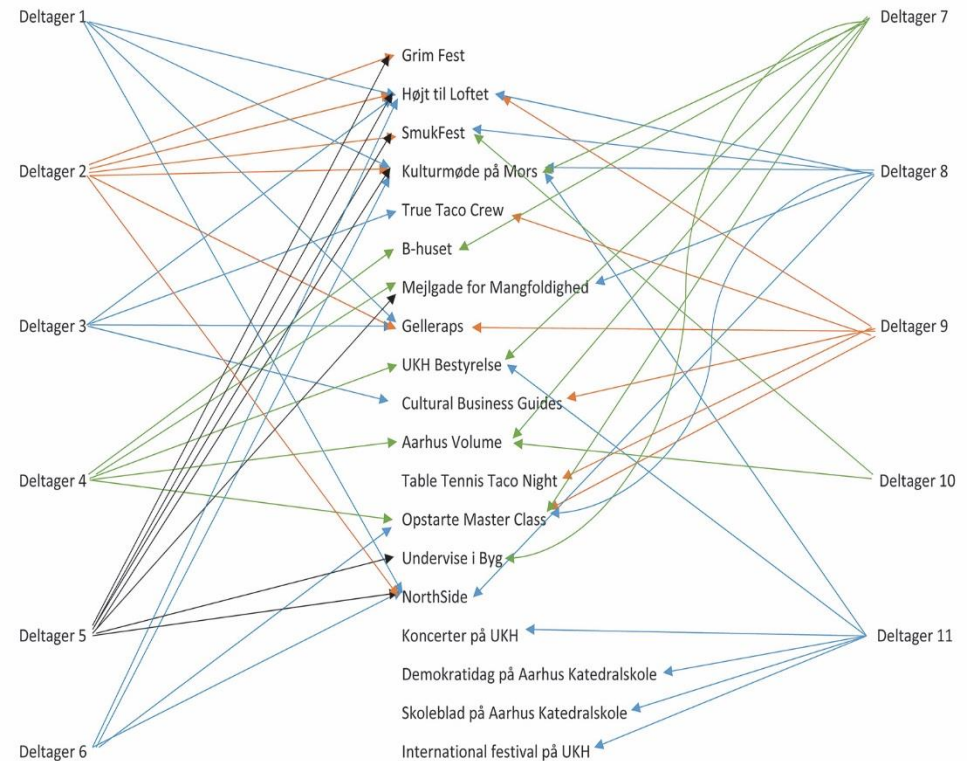 Deltager 1
Deltager 2
Deltager 3
Deltager 4
Deltager 5
Deltager 6
Grim Fest
Højt til Loftet
SmukFest
Kulturmøde på Mors
True Taco Crew
B-huset
Mejlgade for Mangfoldighed
Gelleraps
UKH Bestyrelse
Cultural Business Guides
Aarhus Volume
Table Tennis Taco Night
Opstarte Master Class
Undervise i Byg
NorthSide
Koncerter på UKH
Demokratidag på Aarhus Katedralskole
Skoleblad på Aarhus Katedralskole
International festival på UKH
Deltager 7
Deltager 8
Deltager 9
Deltager 10
Deltager 11